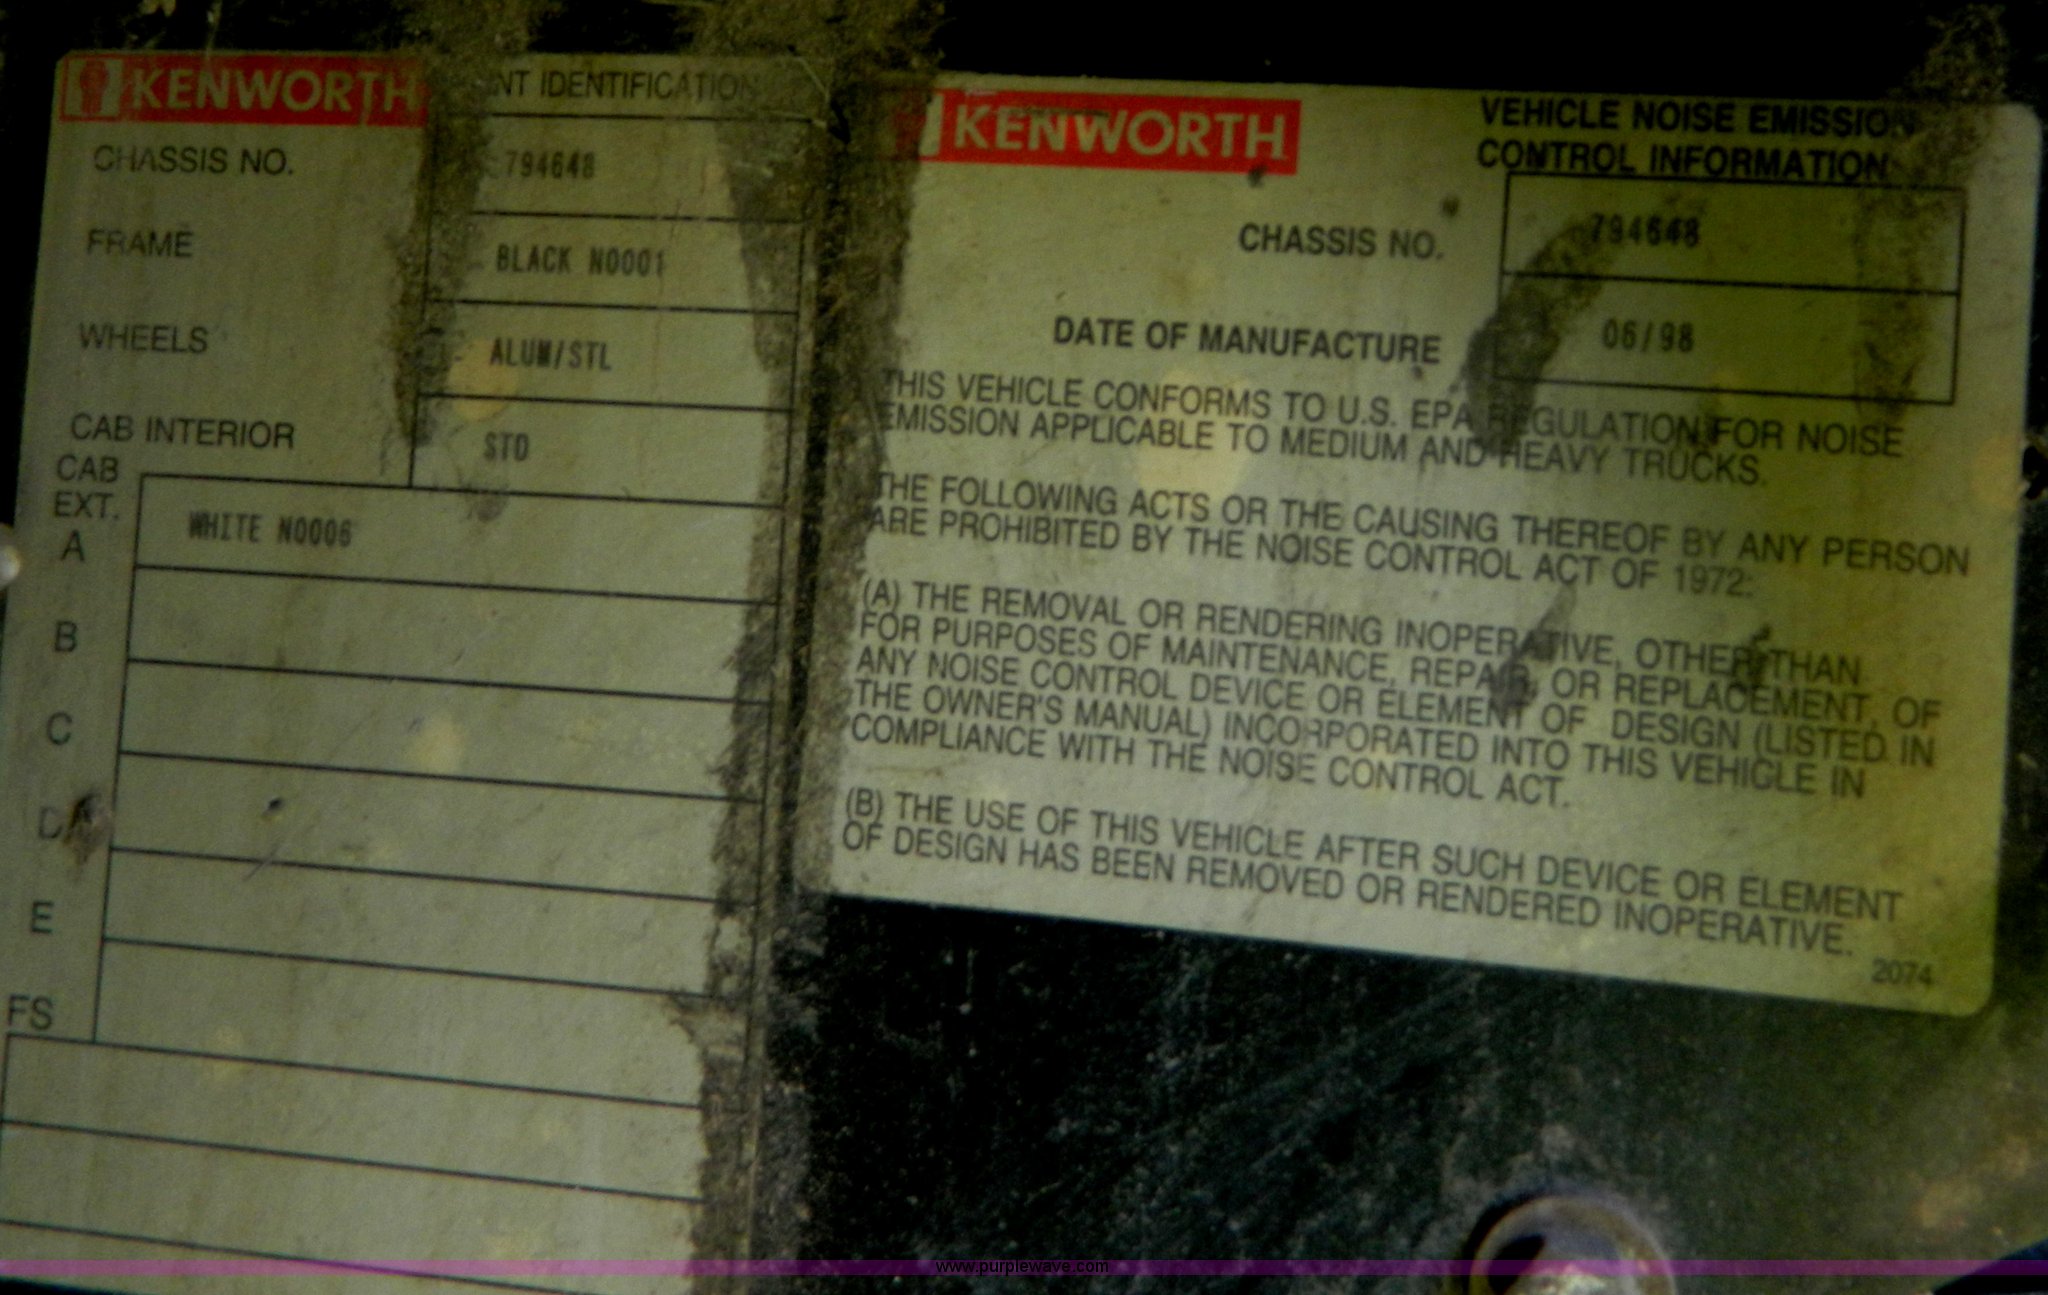 KENWORTH NT IDENTIFICATION
CHASSIS NO. 794648
FRAME BLACK N0001
WHEELS ALUM/STL
CAB INTERIOR STD
CAB
EXT.
A WHITE N0006
B
C
D
E
FS
KENWORTH
VEHICLE NOISE EMISSION
CONTROL INFORMATION
CHASSIS NO. 794648
DATE OF MANUFACTURE 06/98
THIS VEHICLE CONFORMS TO U.S. EPA REGULATION FOR NOISE
EMISSION APPLICABLE TO MEDIUM AND HEAVY TRUCKS.
THE FOLLOWING ACTS OR THE CAUSING THEREOF BY ANY PERSON
ARE PROHIBITED BY THE NOISE CONTROL ACT OF 1972:
(A) THE REMOVAL OR RENDERING INOPERATIVE, OTHER THAN
FOR PURPOSES OF MAINTENANCE, REPAIR, OR REPLACEMENT, OF
ANY NOISE CONTROL DEVICE OR ELEMENT OF DESIGN (LISTED IN
THE OWNER'S MANUAL) INCORPORATED INTO THIS VEHICLE IN
COMPLIANCE WITH THE NOISE CONTROL ACT.
(B) THE USE OF THIS VEHICLE AFTER SUCH DEVICE OR ELEMENT
OF DESIGN HAS BEEN REMOVED OR RENDERED INOPERATIVE.
2074
www.purplewave.com